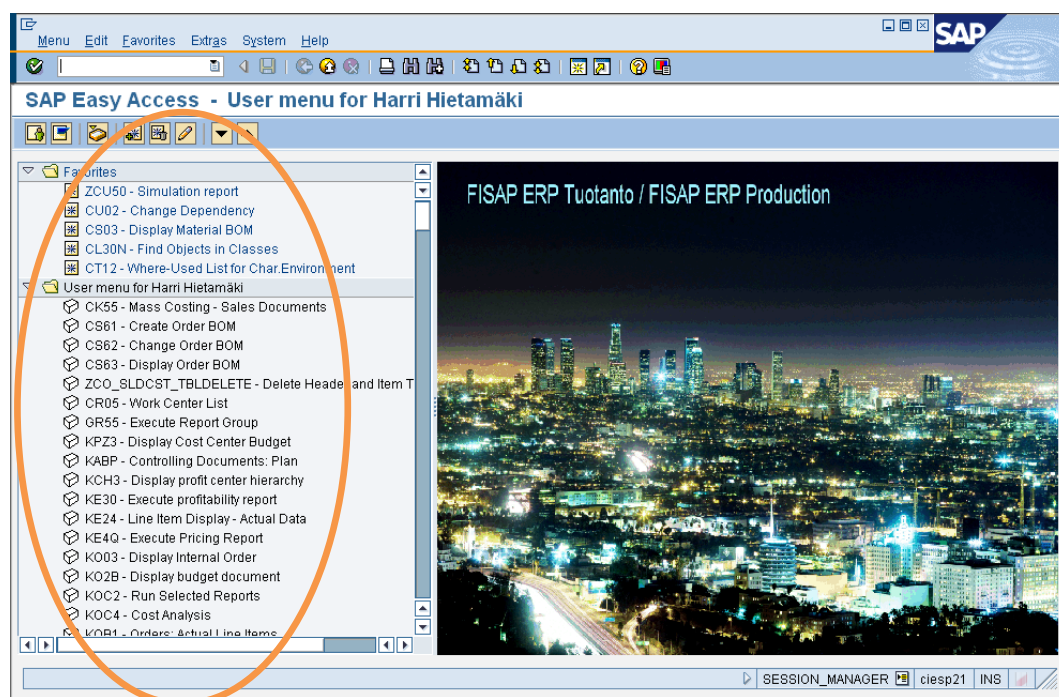 Menu Edit Favorites Extras System Help
SAP
SAP Easy Access - User menu for Harri Hietamäki
Favorites
ZCU50 - Simulation report
CU02 - Change Dependency
CS03 - Display Material BOM
CL30N - Find Objects in Classes
CT12 - Where-Used List for Char.Environment
User menu for Harri Hietamäki
CK55 - Mass Costing - Sales Documents
CS61 - Create Order BOM
CS62 - Change Order BOM
CS63 - Display Order BOM
ZCO_SLDCST_TBLDELETE - Delete Header and Item T
CR05 - Work Center List
GR55 - Execute Report Group
KPZ3 - Display Cost Center Budget
KABP - Controlling Documents: Plan
KCH3 - Display profit center hierarchy
KE30 - Execute profitability report
KE24 - Line Item Display - Actual Data
KE4Q - Execute Pricing Report
KO03 - Display Internal Order
KO2B - Display budget document
KOC2 - Run Selected Reports
KOC4 - Cost Analysis
KOB1 - Orders: Actual Line Items
FISAP ERP Tuotanto / FISAP ERP Production
SESSION_MANAGER ciesp21 INS